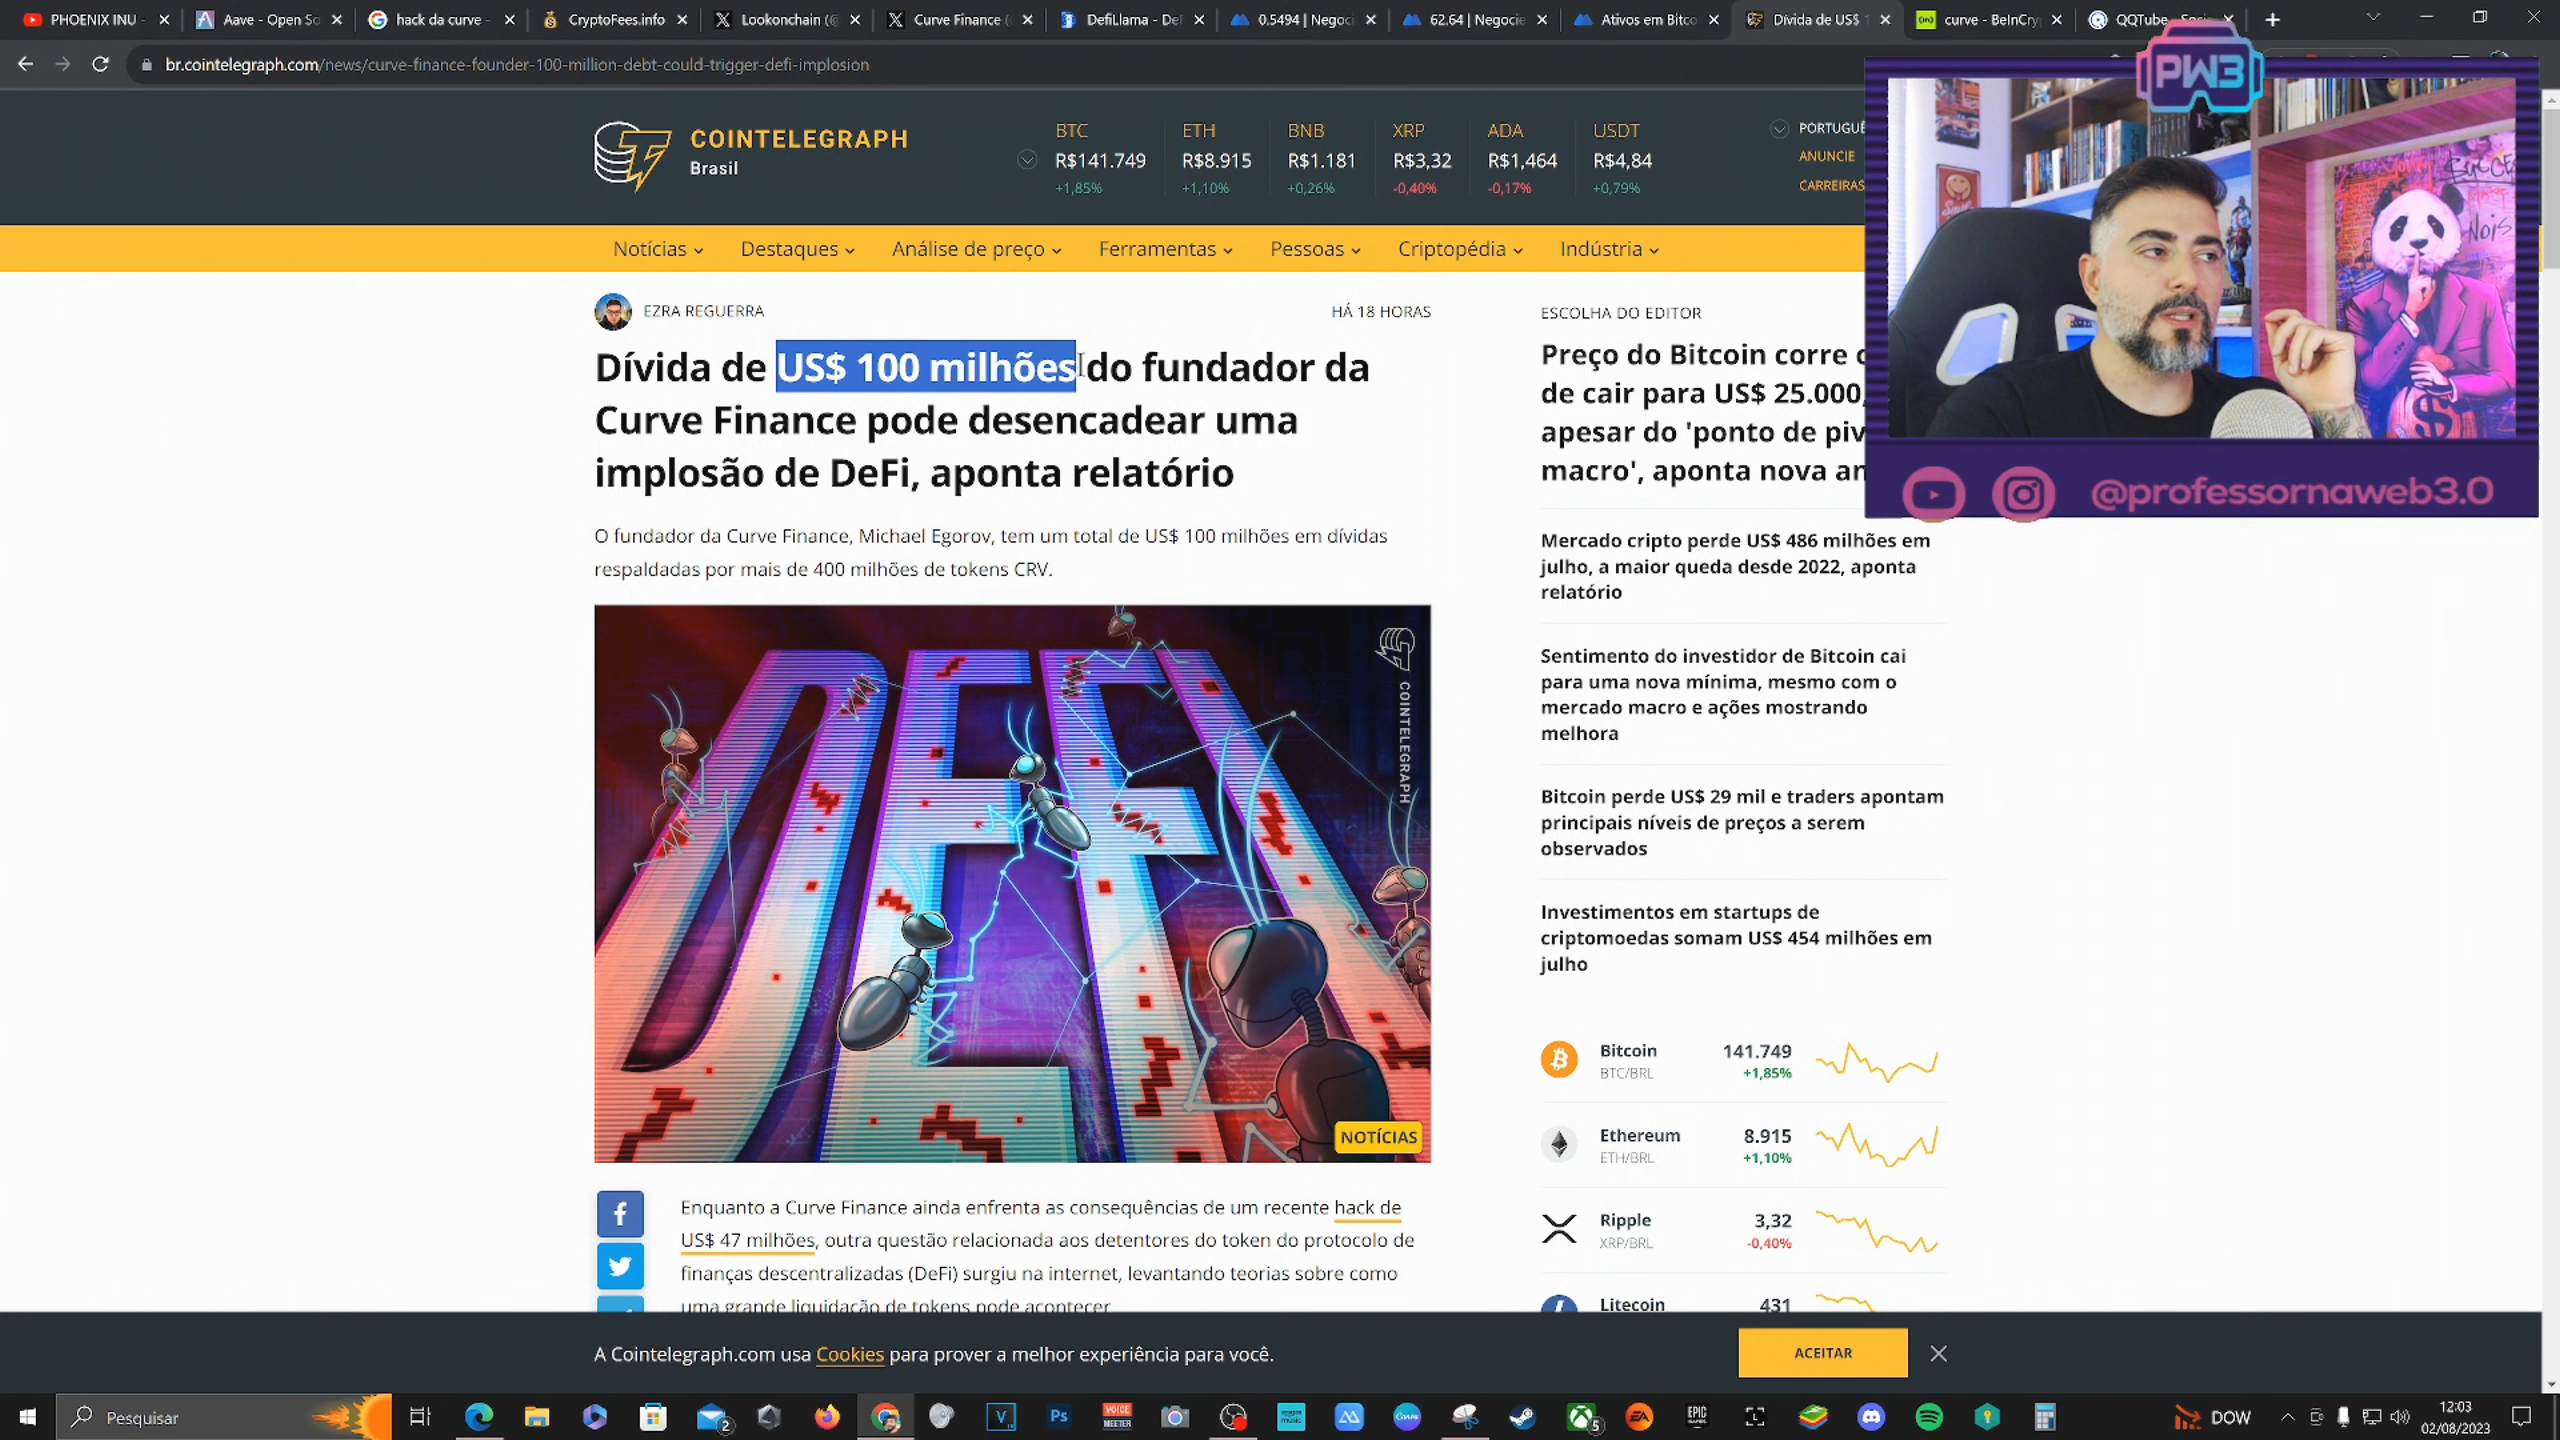 PHOENIX INU -
Aave - Open So
hack da curve -
CryptoFees.info
Lookonchain (@
Curve Finance (
DefiLlama - De
0.5494 | Negoci
62.64 | Negocie
Ativos em Bitco
Dívida de US$ 1
curve - BeInCry
QQTube
br.cointelegraph.com/news/curve-finance-founder-100-million-debt-could-trigger-defi-implosion
PW3
COINTELEGRAPH
Brasil
BTC
R$141.749
+1,85%
ETH
R$8.915
+1,10%
BNB
R$1.181
+0,26%
XRP
R$3,32
-0,40%
ADA
R$1,464
-0,17%
USDT
R$4,84
+0,79%
PORTUGUÊ
ANUNCIE
CARREIRAS
Notícias
Destaques
Análise de preço
Ferramentas
Pessoas
Criptopédia
Indústria
@professornaweb3.0
EZRA REGUERRA
HÁ 18 HORAS
Dívida de US$ 100 milhões do fundador da
Curve Finance pode desencadear uma
implosão de DeFi, aponta relatório
O fundador da Curve Finance, Michael Egorov, tem um total de US$ 100 milhões em dívidas
respaldadas por mais de 400 milhões de tokens CRV.
DEFI
COINTELEGRAPH
NOTÍCIAS
Enquanto a Curve Finance ainda enfrenta as consequências de um recente hack de
US$ 47 milhões, outra questão relacionada aos detentores do token do protocolo de
finanças descentralizadas (DeFi) surgiu na internet, levantando teorias sobre como
uma grande liquidação de tokens pode acontecer
ESCOLHA DO EDITOR
Preço do Bitcoin corre
de cair para US$ 25.000,
apesar do 'ponto de piv
macro', aponta nova an
Mercado cripto perde US$ 486 milhões em
julho, a maior queda desde 2022, aponta
relatório
Sentimento do investidor de Bitcoin cai
para uma nova mínima, mesmo com o
mercado macro e ações mostrando
melhora
Bitcoin perde US$ 29 mil e traders apontam
principais níveis de preços a serem
observados
Investimentos em startups de
criptomoedas somam US$ 454 milhões em
julho
Bitcoin 141.749
BTC/BRL +1,85%
Ethereum 8.915
ETH/BRL +1,10%
Ripple 3,32
XRP/BRL -0,40%
Litecoin 431
A Cointelegraph.com usa Cookies para prover a melhor experiência para você.
ACEITAR
Pesquisar
DOW
12:03
02/08/2023